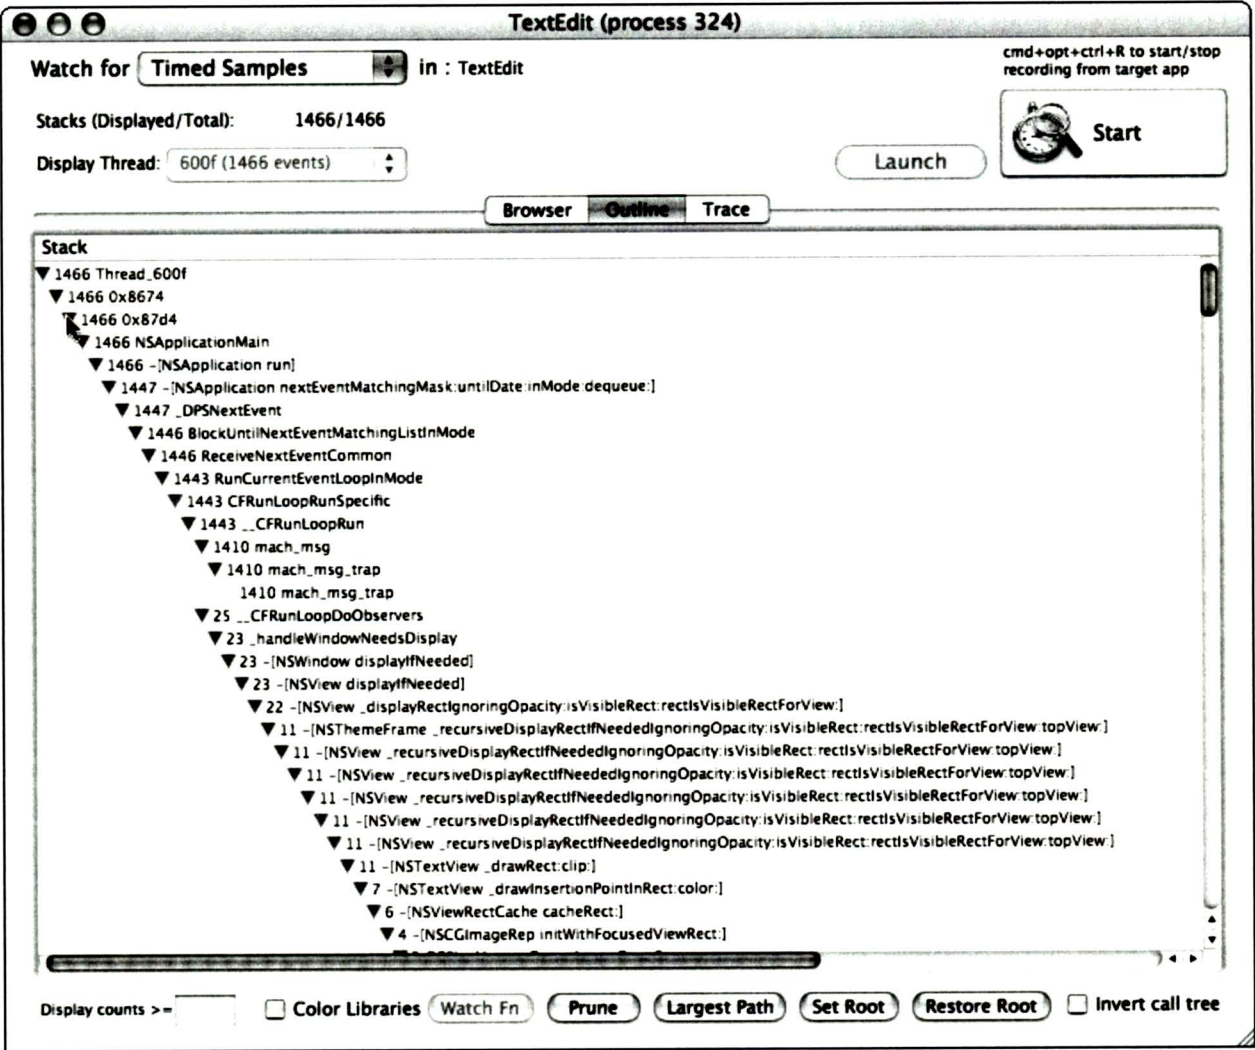 TextEdit (process 324)
cmd+opt+ctrl+R to start/stop
recording from target app
Watch for Timed Samples in : TextEdit
Stacks (Displayed/Total): 1466/1466
Start
Display Thread: 600f (1466 events)
Launch
Browser Outline Trace
Stack
1466 Thread_600f
1466 0x8674
1466 0x87d4
1466 NSApplicationMain
1466 -[NSApplication run]
1447 -[NSApplication nextEventMatchingMask:untilDate:inMode:dequeue:]
1447 _DPSNextEvent
1446 BlockUntilNextEventMatchingListInMode
1446 ReceiveNextEventCommon
1443 RunCurrentEventLoopInMode
1443 CFRunLoopRunSpecific
1443 __CFRunLoopRun
1410 mach_msg
1410 mach_msg_trap
1410 mach_msg_trap
25 __CFRunLoopDoObservers
23 _handleWindowNeedsDisplay
23 -[NSWindow displayIfNeeded]
23 -[NSView displayIfNeeded]
22 -[NSView _displayRectIgnoringOpacity:isVisibleRect:rectIsVisibleRectForView:]
11 -[NSThemeFrame _recursiveDisplayRectIfNeededIgnoringOpacity:isVisibleRect:rectIsVisibleRectForView:topView:]
11 -[NSView _recursiveDisplayRectIfNeededIgnoringOpacity:isVisibleRect:rectIsVisibleRectForView:topView:]
11 -[NSView _recursiveDisplayRectIfNeededIgnoringOpacity:isVisibleRect:rectIsVisibleRectForView:topView:]
11 -[NSView _recursiveDisplayRectIfNeededIgnoringOpacity:isVisibleRect:rectIsVisibleRectForView:topView:]
11 -[NSView _recursiveDisplayRectIfNeededIgnoringOpacity:isVisibleRect:rectIsVisibleRectForView:topView:]
11 -[NSView _recursiveDisplayRectIfNeededIgnoringOpacity:isVisibleRect:rectIsVisibleRectForView:topView:]
11 -[NSTextView _drawRect:clip:]
7 -[NSTextView _drawInsertionPointInRect:color:]
6 -[NSViewRectCache cacheRect:]
4 -[NSCGImageRep initWithFocusedViewRect:]
Display counts >= Color Libraries Watch Fn Prune Largest Path Set Root Restore Root Invert call tree